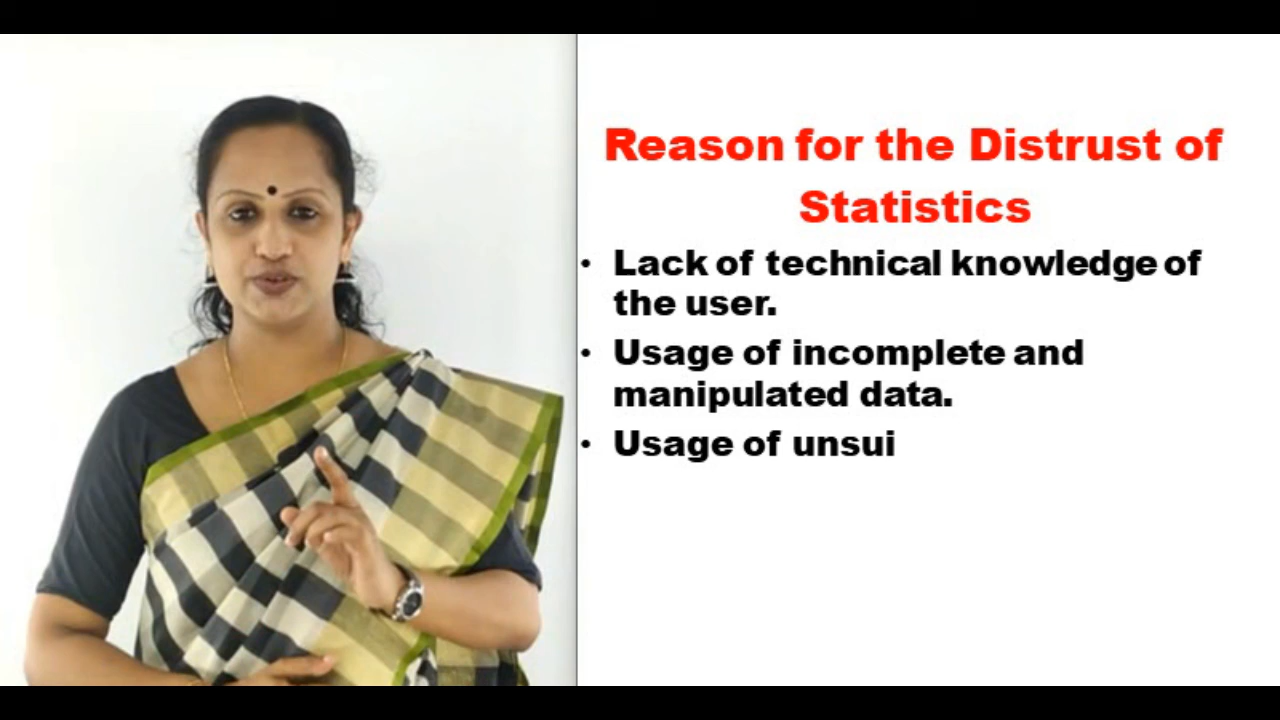 Reason for the Distrust of
Statistics
• Lack of technical knowledge of
the user.
• Usage of incomplete and
manipulated data.
• Usage of unsui